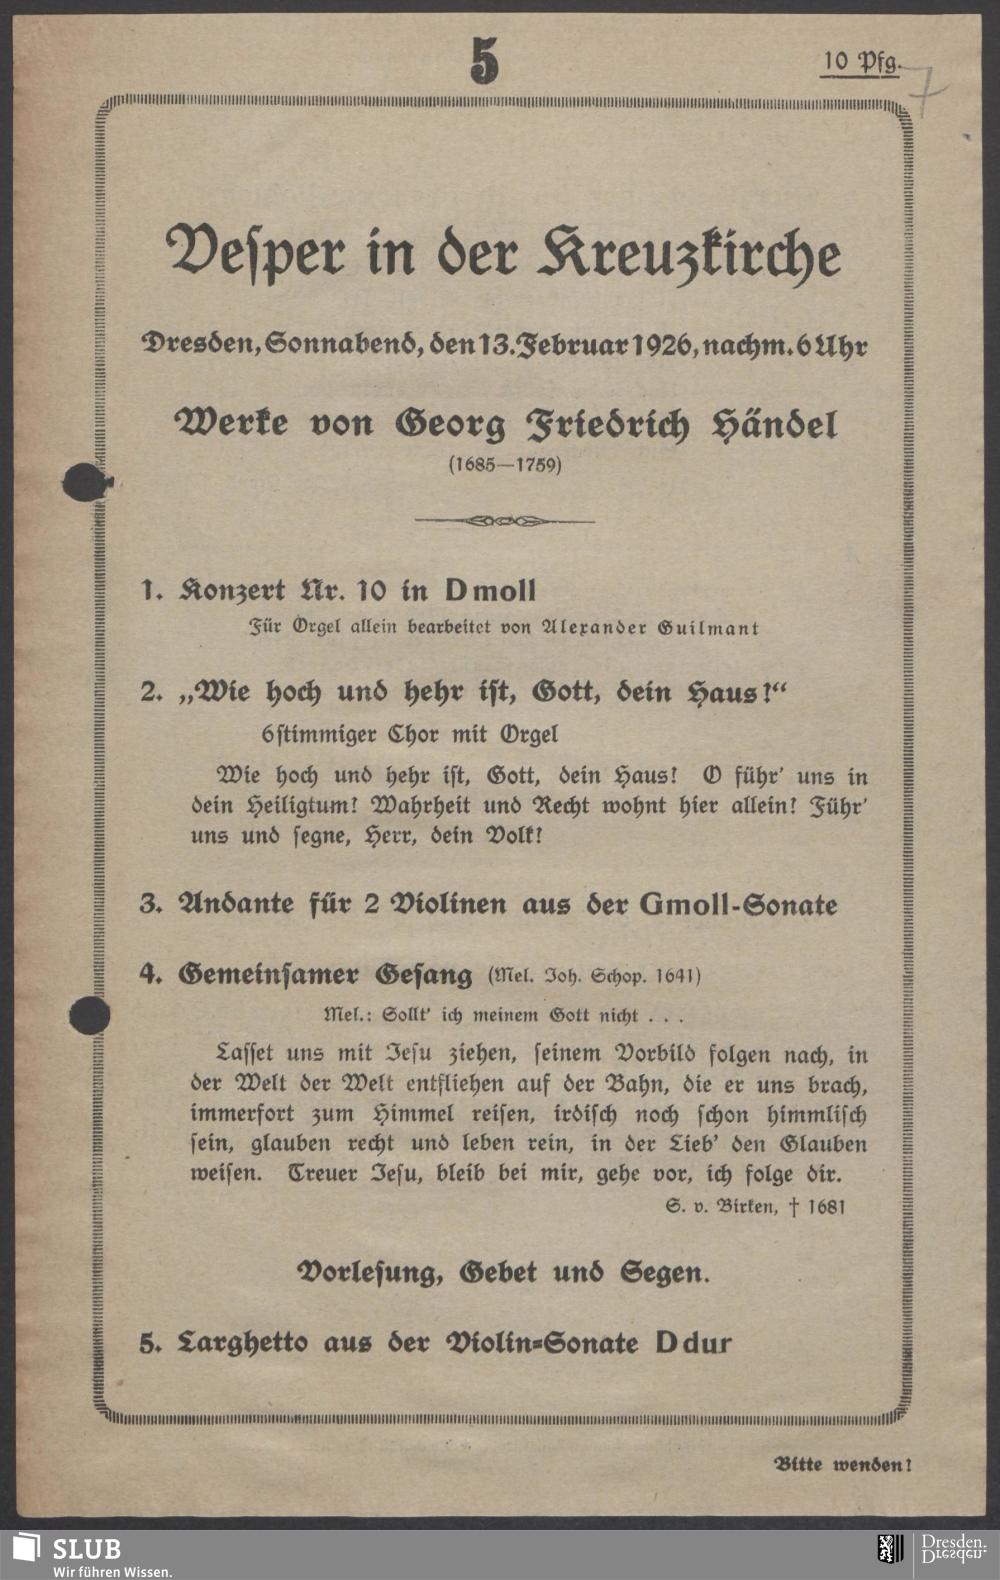 5
10 Pfg.
7
Vesper in der Kreuzkirche
Dresden, Sonnabend, den 13. Februar 1926, nachm. 6 Uhr
Werke von Georg Friedrich Händel
(1685—1759)
1. Konzert Nr. 10 in D moll
Für Orgel allein bearbeitet von Alexander Guilmant
2. „Wie hoch und hehr ist, Gott, dein Haus!“
6stimmiger Chor mit Orgel
Wie hoch und hehr ist, Gott, dein Haus! O führ' uns in
dein Heiligtum! Wahrheit und Recht wohnt hier allein! Führ'
uns und segne, Herr, dein Volk!
3. Andante für 2 Violinen aus der Gmoll-Sonate
4. Gemeinsamer Gesang (Mel. Joh. Schop. 1641)
Mel.: Sollt' ich meinem Gott nicht . . .
Lasset uns mit Jesu ziehen, seinem Vorbild folgen nach, in
der Welt der Welt entfliehen auf der Bahn, die er uns brach,
immerfort zum Himmel reisen, irdisch noch schon himmlisch
sein, glauben recht und leben rein, in der Lieb' den Glauben
weisen. Treuer Jesu, bleib bei mir, gehe vor, ich folge dir.
S. v. Birken, † 1681
Vorlesung, Gebet und Segen.
5. Larghetto aus der Violin-Sonate D dur
Bitte wenden!
SLUB
Wir führen Wissen.
Dresden.
Dresden.